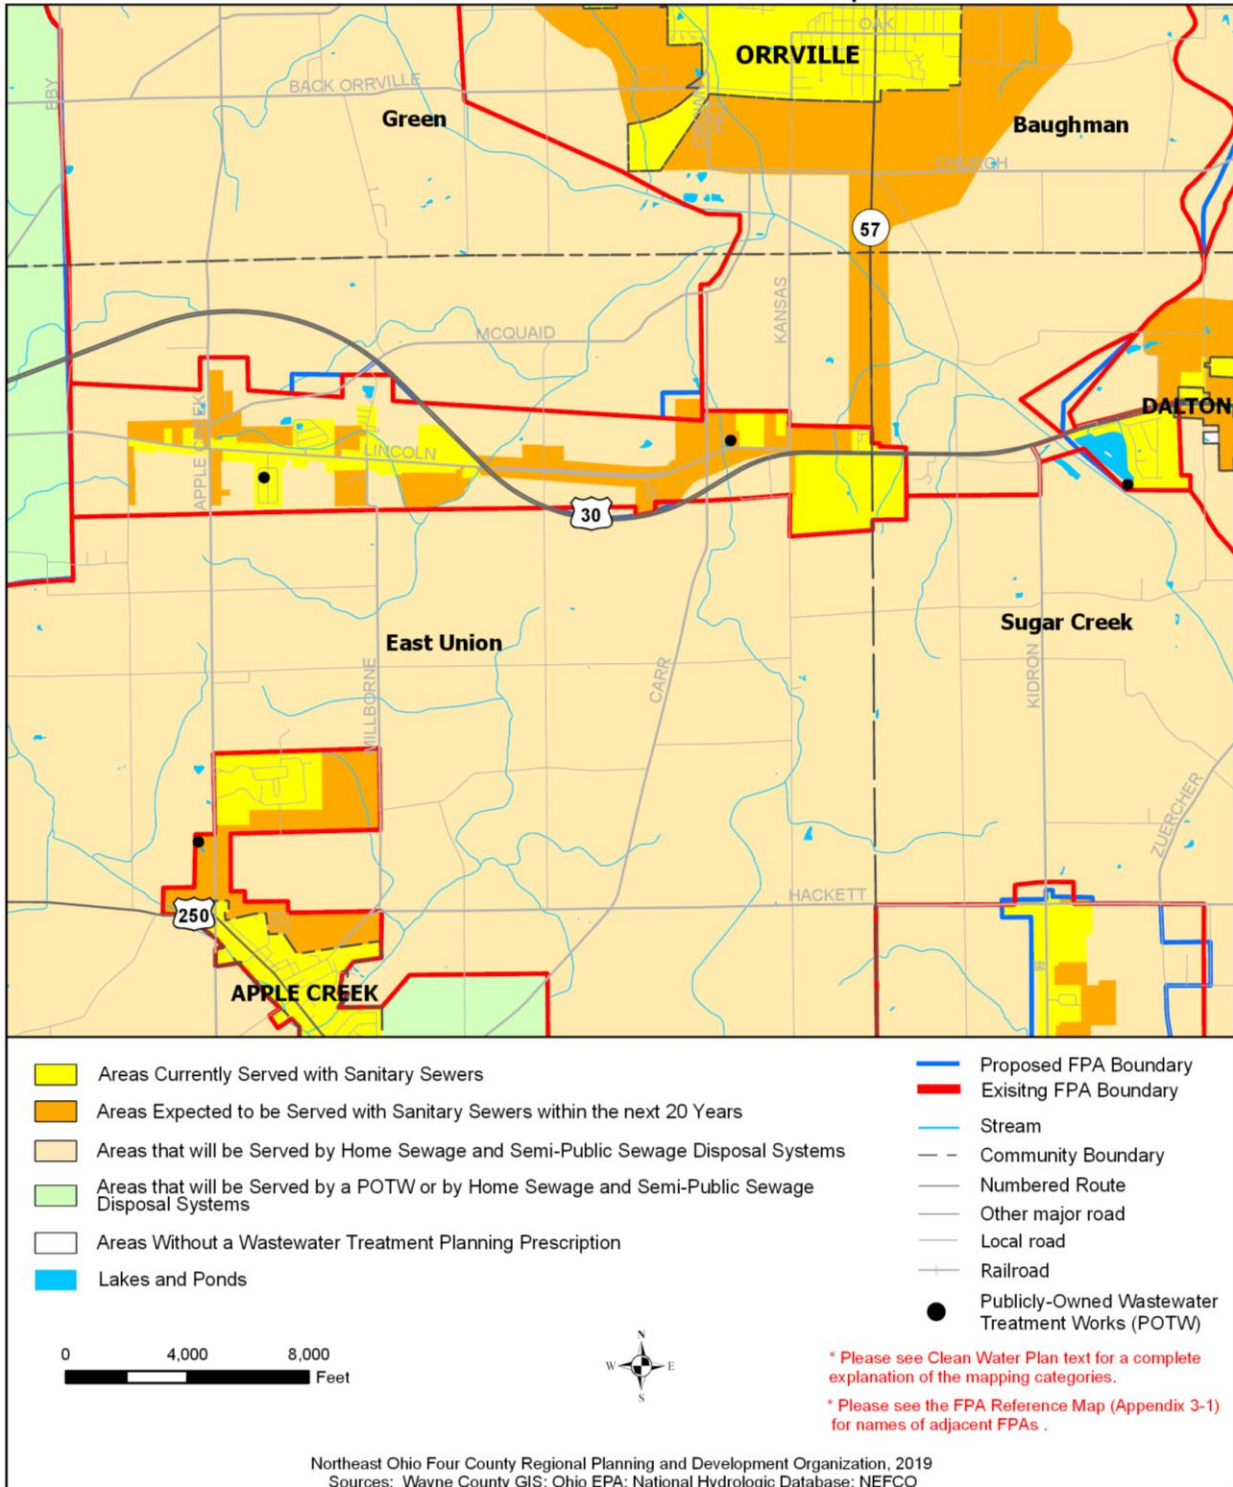 OAK
ORRVILLE
EBY
BACK ORRVILLE
Green
Baughman
CHURCH
57
KANSAS
MCQUAID
DALTON
APPLE CREEK
LINCOLN
30
East Union
Sugar Creek
MILLBORNE
CARR
KIDRON
ZUERCHER
HACKETT
250
APPLE CREEK
Areas Currently Served with Sanitary Sewers
Areas Expected to be Served with Sanitary Sewers within the next 20 Years
Areas that will be Served by Home Sewage and Semi-Public Sewage Disposal Systems
Areas that will be Served by a POTW or by Home Sewage and Semi-Public Sewage
Disposal Systems
Areas Without a Wastewater Treatment Planning Prescription
Lakes and Ponds
Proposed FPA Boundary
Exisitng FPA Boundary
Stream
Community Boundary
Numbered Route
Other major road
Local road
Railroad
Publicly-Owned Wastewater
Treatment Works (POTW)
0 4,000 8,000
Feet
N
W E
S
* Please see Clean Water Plan text for a complete
explanation of the mapping categories.
* Please see the FPA Reference Map (Appendix 3-1)
for names of adjacent FPAs .
Northeast Ohio Four County Regional Planning and Development Organization, 2019
Sources: Wayne County GIS; Ohio EPA; National Hydrologic Database; NEFCO